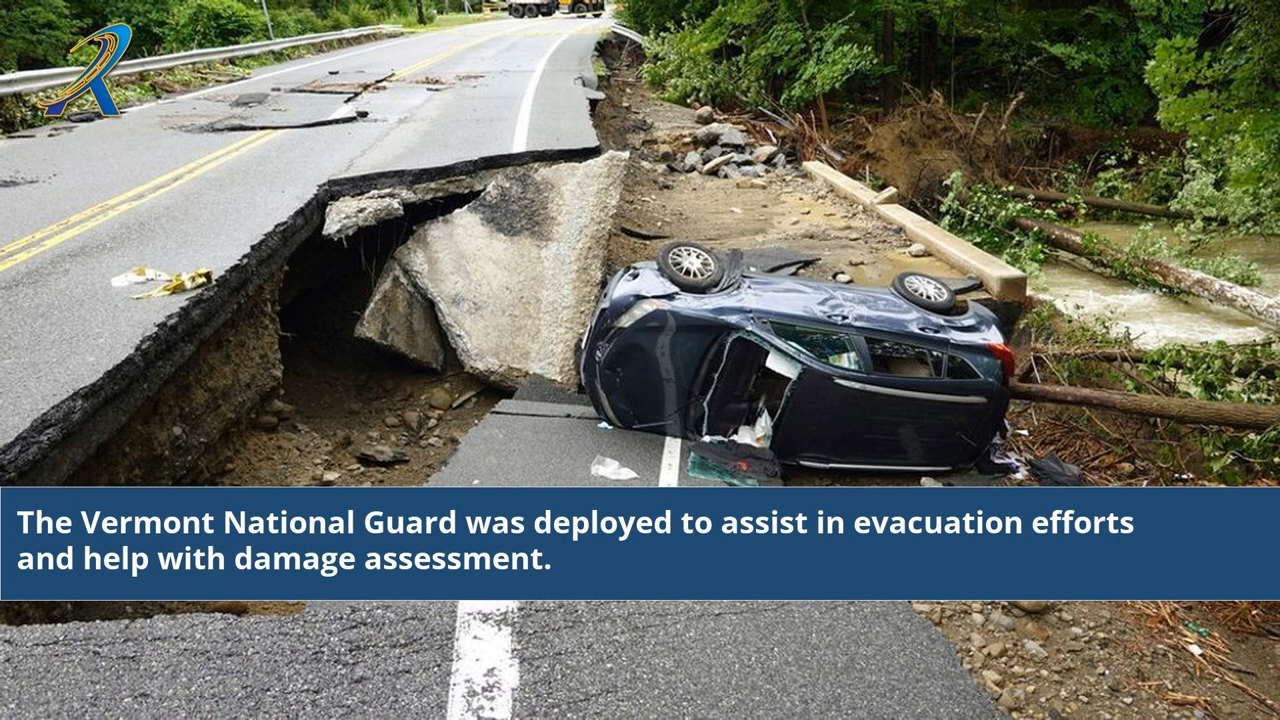 The Vermont National Guard was deployed to assist in evacuation efforts
and help with damage assessment.